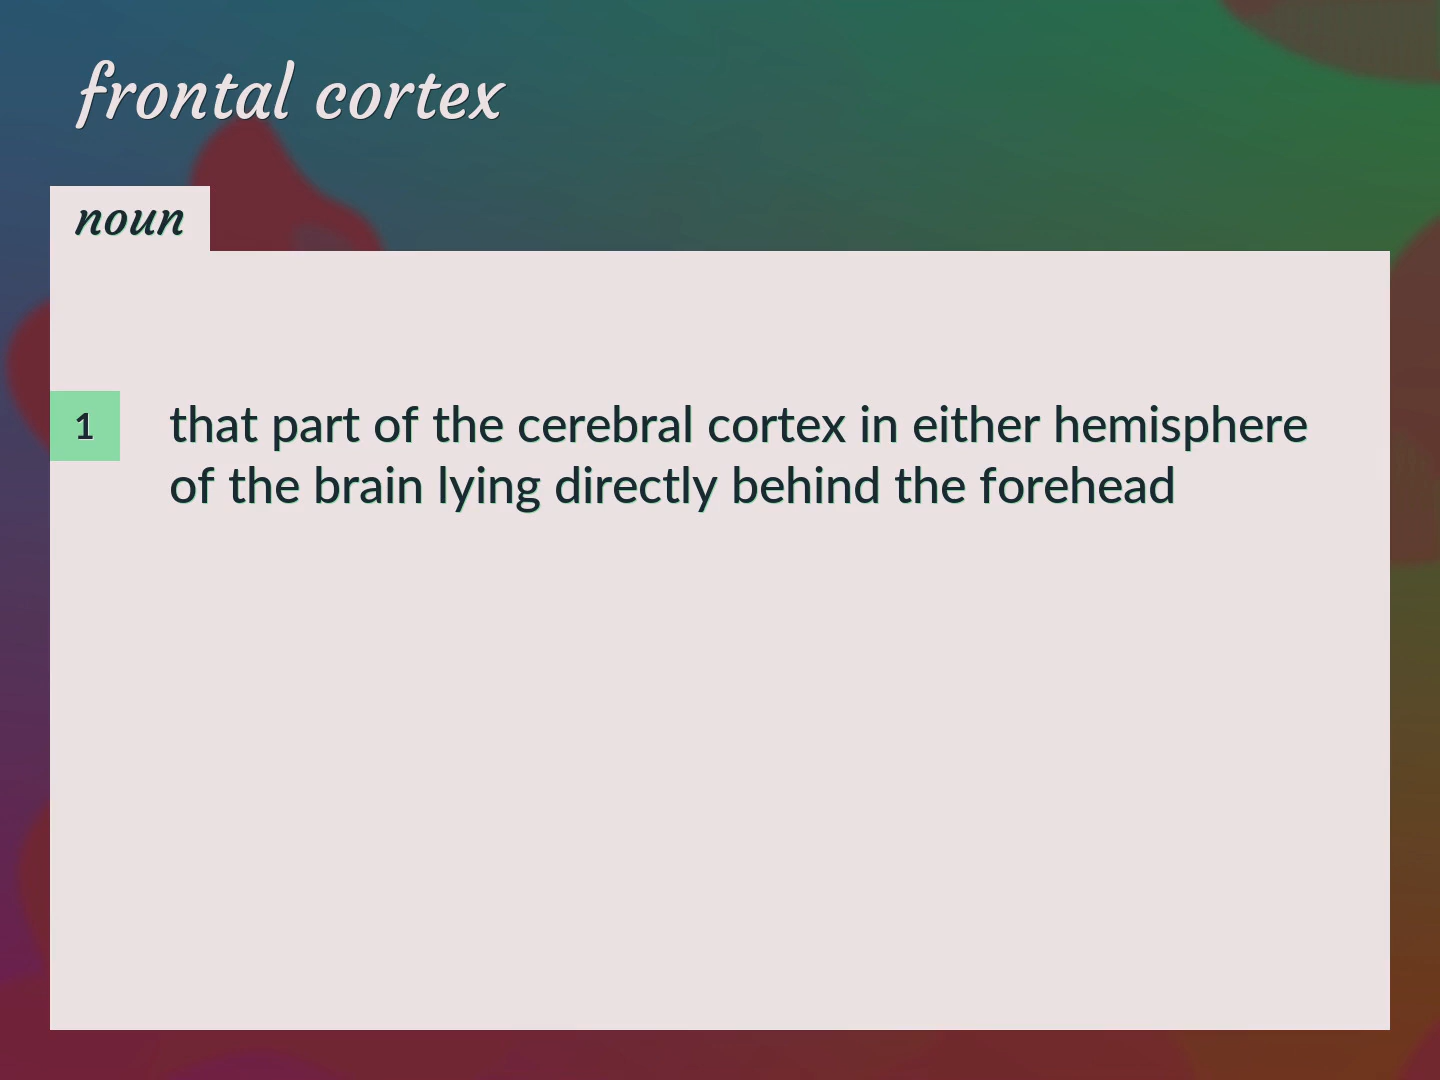 frontal cortex
noun
1
that part of the cerebral cortex in either hemisphere
of the brain lying directly behind the forehead